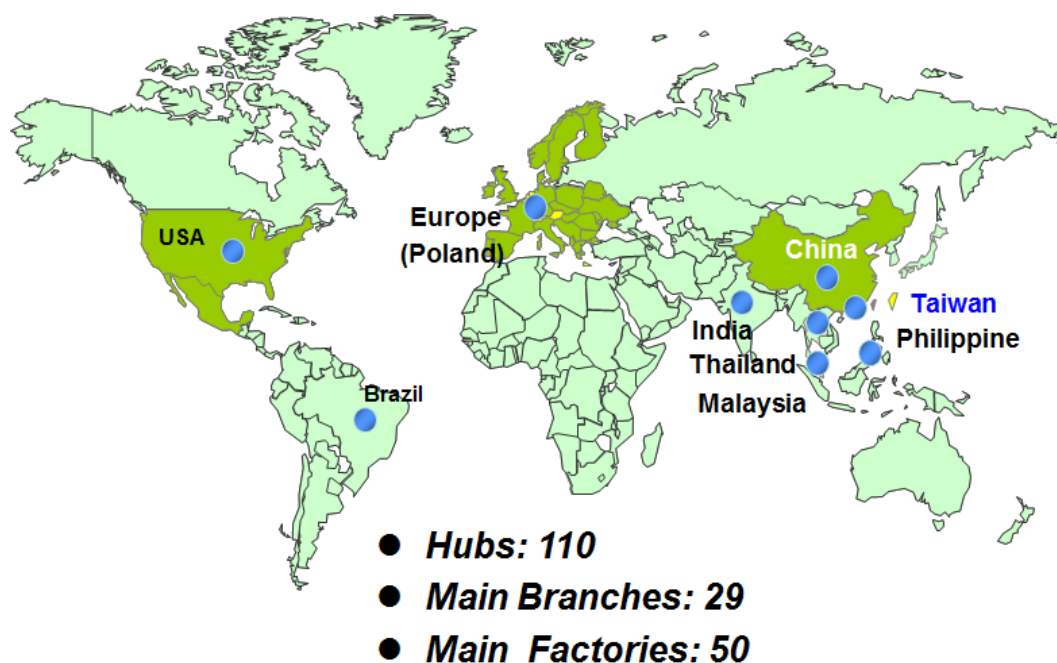 USA
Europe
(Poland)
China
Taiwan
India
Philippine
Thailand
Malaysia
Brazil
● Hubs: 110
● Main Branches: 29
● Main Factories: 50